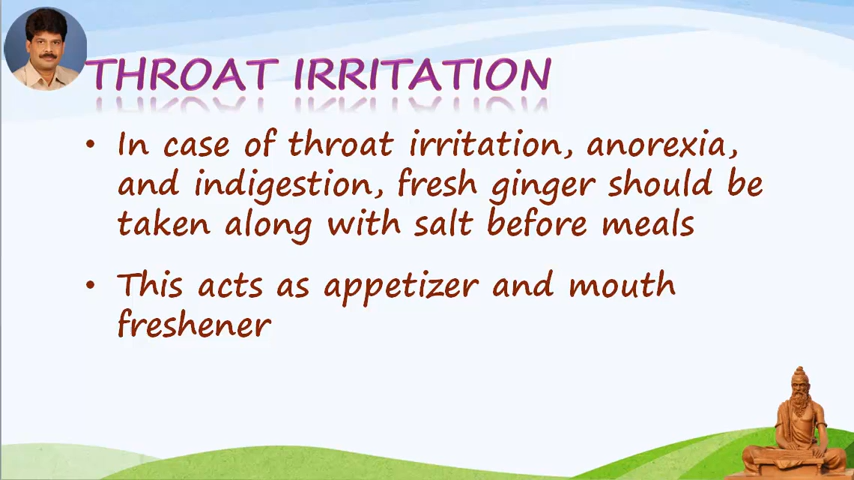 THROAT IRRITATION
• In case of throat irritation, anorexia,
and indigestion, fresh ginger should be
taken along with salt before meals
• This acts as appetizer and mouth
freshener